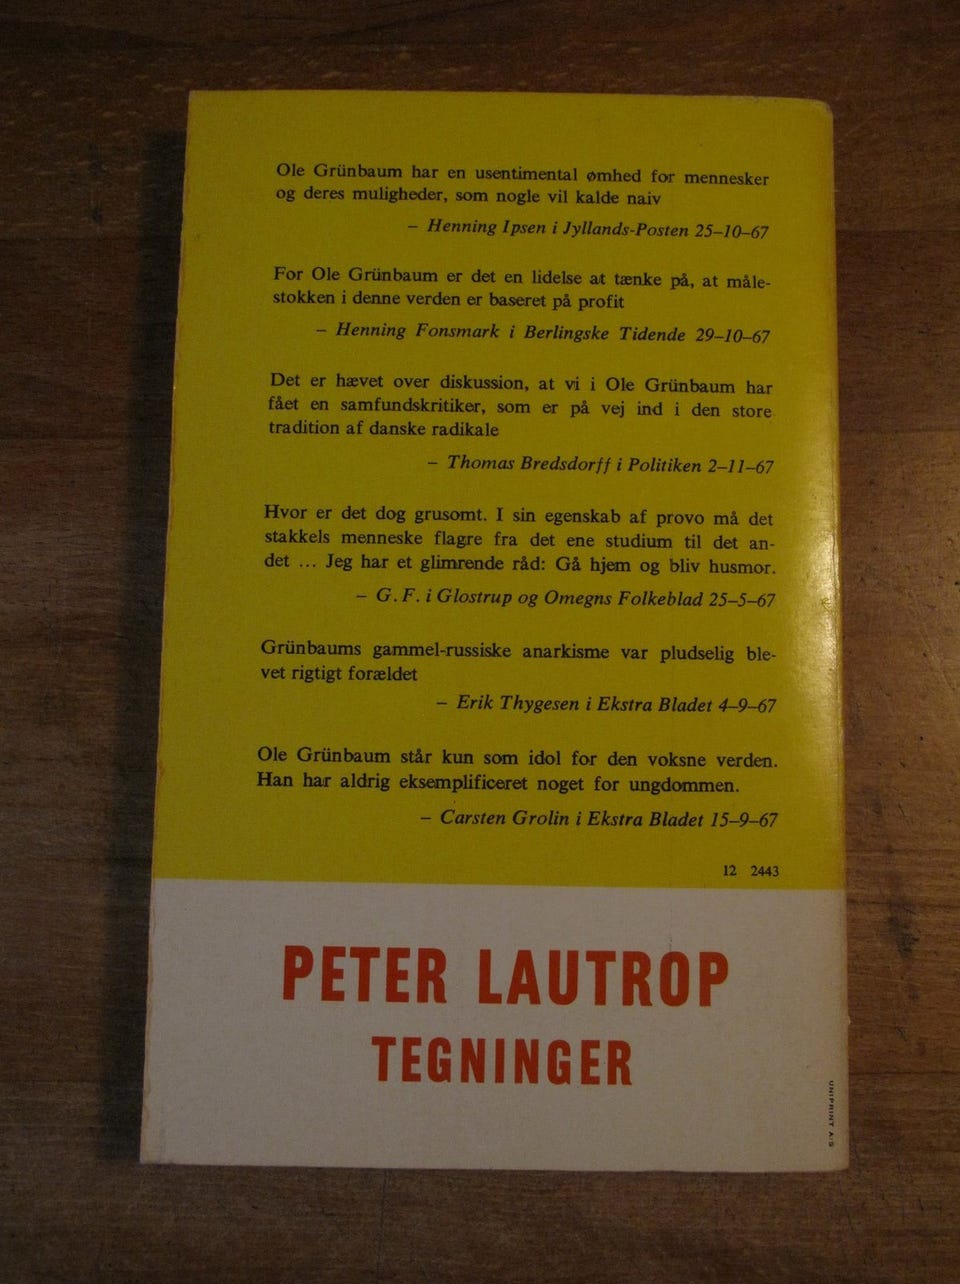 Ole Grünbaum har en usentimental ømhed for mennesker
og deres muligheder, som nogle vil kalde naiv
– Henning Ipsen i Jyllands-Posten 25–10–67
For Ole Grünbaum er det en lidelse at tænke på, at måle-
stokken i denne verden er baseret på profit
– Henning Fonsmark i Berlingske Tidende 29–10–67
Det er hævet over diskussion, at vi i Ole Grünbaum har
fået en samfundskritiker, som er på vej ind i den store
tradition af danske radikale
– Thomas Bredsdorff i Politiken 2–11–67
Hvor er det dog grusomt. I sin egenskab af provo må det
stakkels menneske flagre fra det ene studium til det an-
det ... Jeg har et glimrende råd: Gå hjem og bliv husmor.
– G. F. i Glostrup og Omegns Folkeblad 25–5–67
Grünbaums gammel-russiske anarkisme var pludselig ble-
vet rigtigt forældet
– Erik Thygesen i Ekstra Bladet 4–9–67
Ole Grünbaum står kun som idol for den voksne verden.
Han har aldrig eksemplificeret noget for ungdommen.
– Carsten Grolin i Ekstra Bladet 15–9–67
12 2443
PETER LAUTROP
TEGNINGER
UNIPRINT A/S